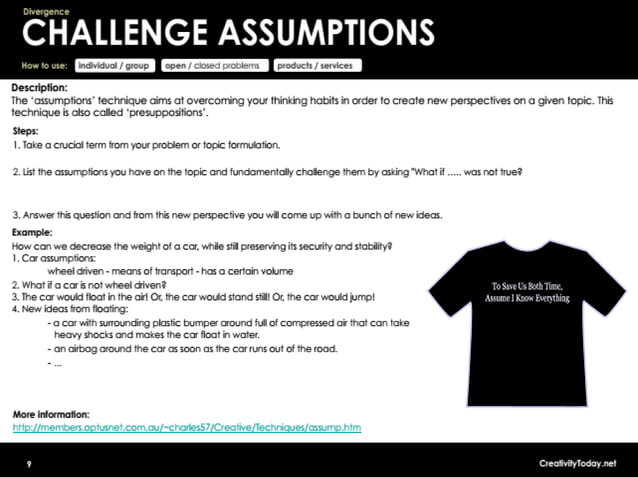 Divergence
CHALLENGE ASSUMPTIONS
How to use: individual / group open / closed problems products / services
Description:
The 'assumptions' technique aims at overcoming your thinking habits in order to create new perspectives on a given topic. This
technique is also called 'presuppositions'.
Steps:
1. Take a crucial term from your problem or topic formulation.
2. List the assumptions you have on the topic and fundamentally challenge them by asking "What if ..... was not true?
3. Answer this question and from this new perspective you will come up with a bunch of new ideas.
Example:
How can we decrease the weight of a car, while still preserving its security and stability?
1. Car assumptions:
wheel driven - means of transport - has a certain volume
2. What if a car is not wheel driven?
3. The car would float in the air! Or, the car would stand still! Or, the car would jump!
4. New ideas from floating:
- a car with surrounding plastic bumper around full of compressed air that can take
heavy shocks and makes the car float in water.
- an airbag around the car as soon as the car runs out of the road.
- ...
To Save Us Both Time,
Assume I Know Everything
More information:
http://members.optusnet.com.au/~charles57/Creative/Techniques/assump.htm
9
CreativityToday.net